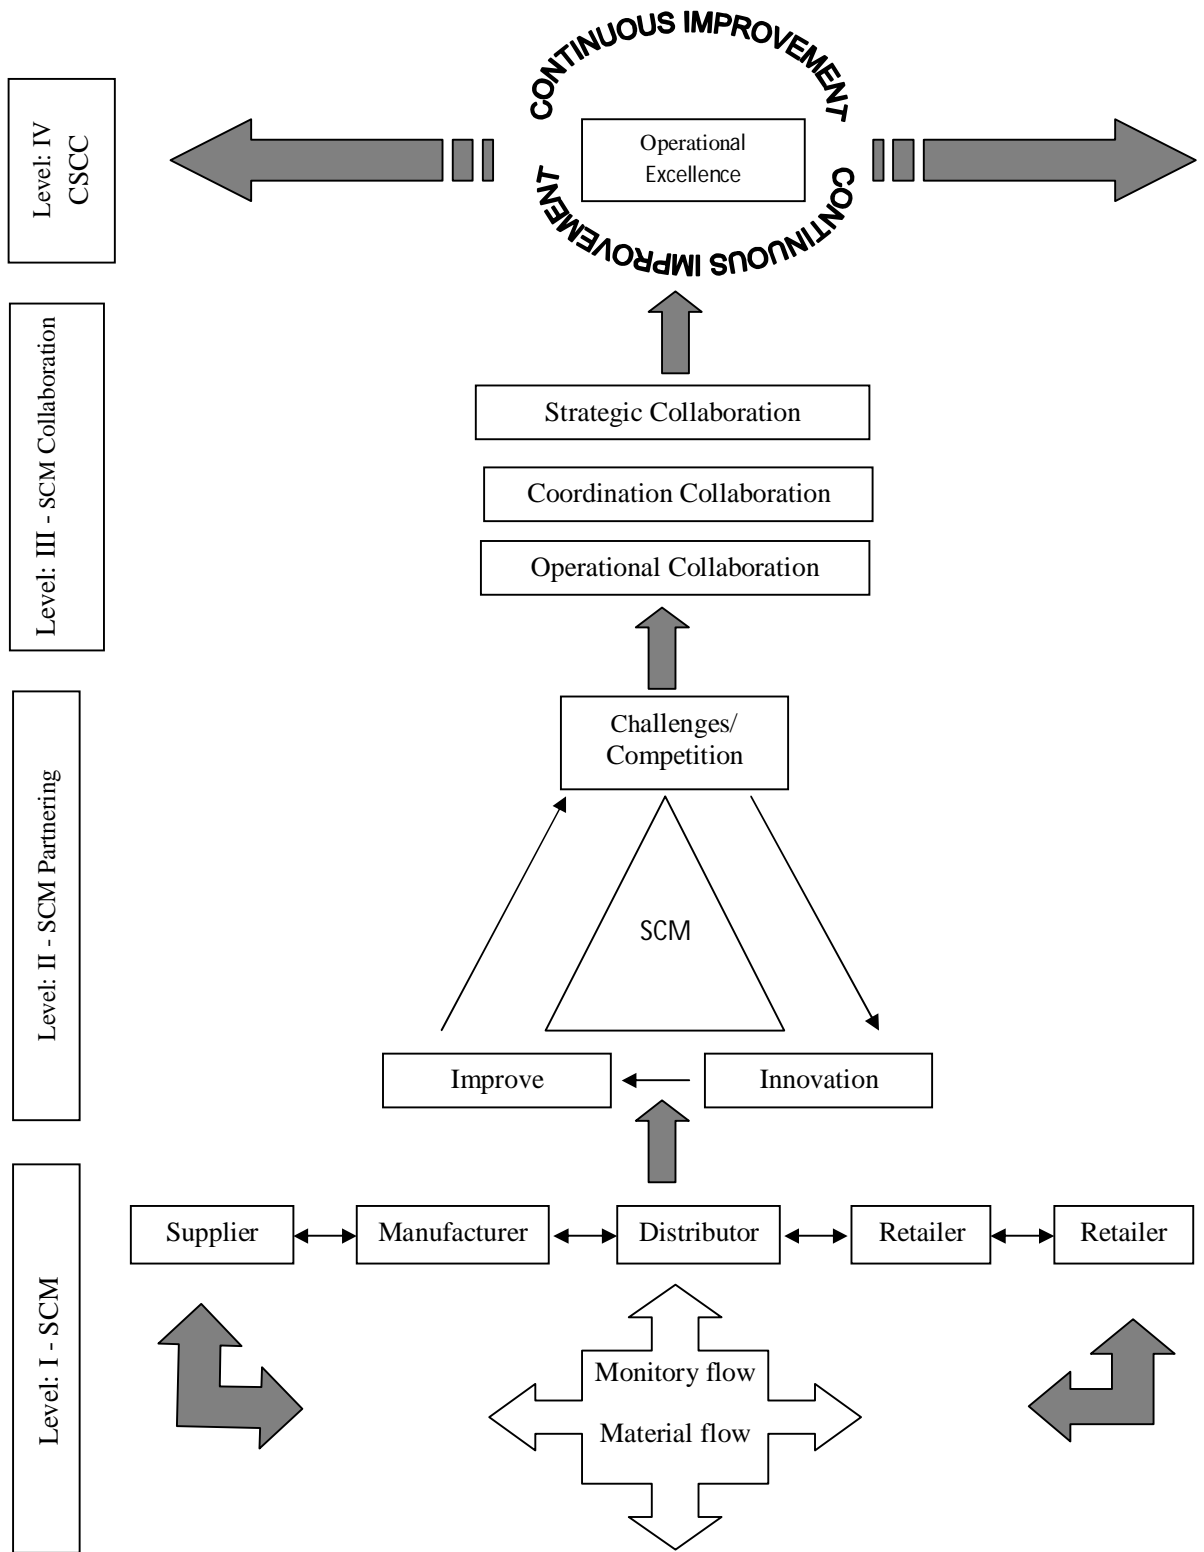 CONTINUOUS IMPROVEMENT
Level: IV
CSCC
Operational
Excellence
CONTINUOUS IMPROVEMENT
Level: III - SCM Collaboration
Strategic Collaboration
Coordination Collaboration
Operational Collaboration
Level: II - SCM Partnering
Challenges/
Competition
SCM
Improve
Innovation
Level: I - SCM
Supplier
Manufacturer
Distributor
Retailer
Retailer
Monitory flow
Material flow